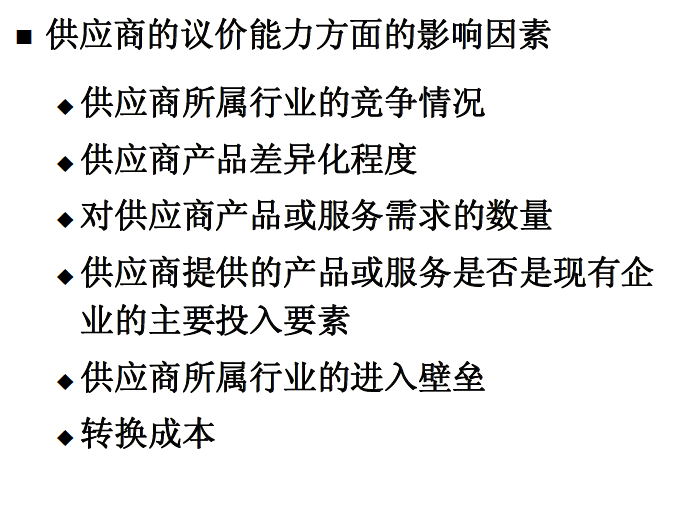 ■ 供应商的议价能力方面的影响因素
◆ 供应商所属行业的竞争情况
◆ 供应商产品差异化程度
◆ 对供应商产品或服务需求的数量
◆ 供应商提供的产品或服务是否是现有企
业的主要投入要素
◆ 供应商所属行业的进入壁垒
◆ 转换成本